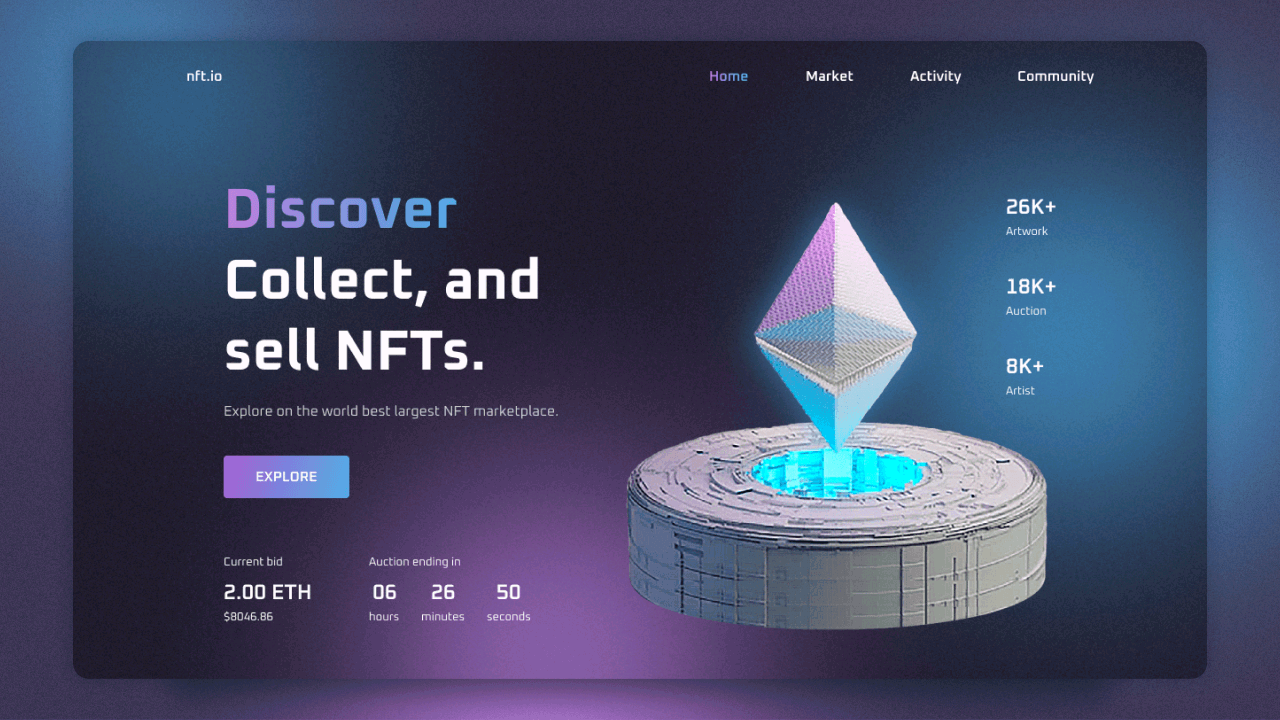 nft.io
Home Market Activity Community
Discover
Collect, and
sell NFTs.
Explore on the world best largest NFT marketplace.
EXPLORE
Current bid
2.00 ETH
$8046.86
Auction ending in
06 26 50
hours minutes seconds
26K+
Artwork
18K+
Auction
8K+
Artist